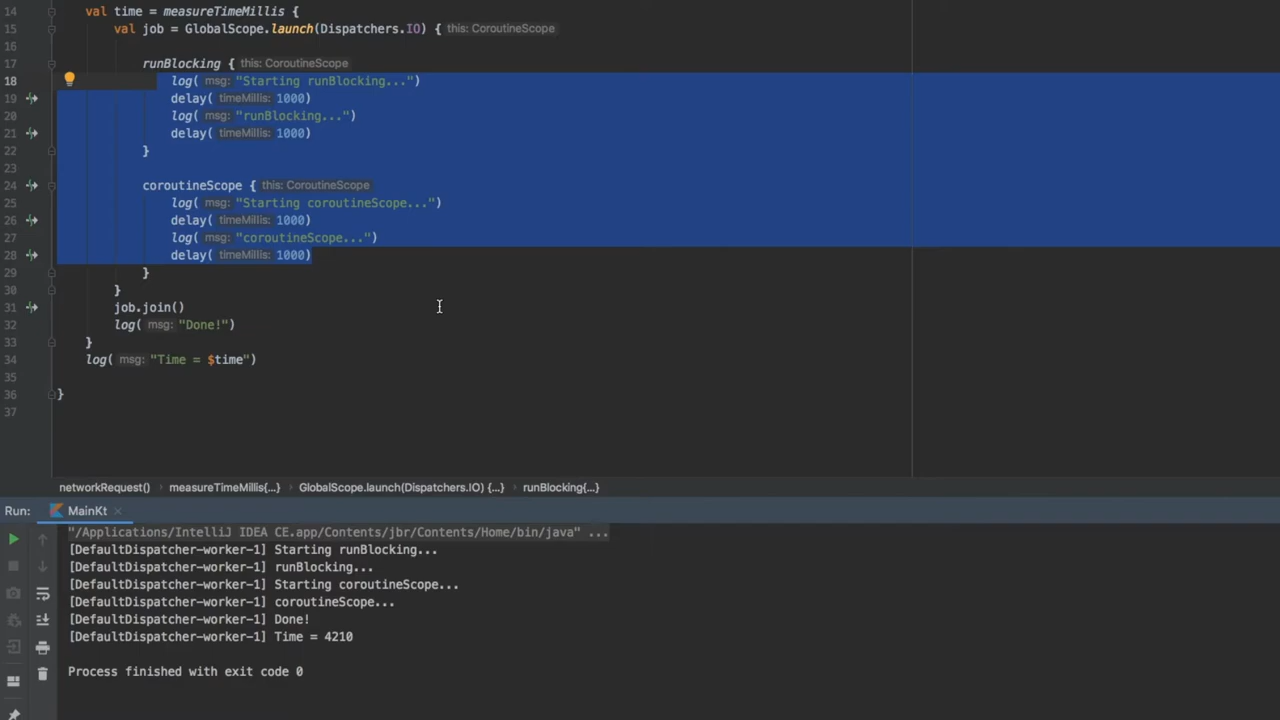 14 val time = measureTimeMillis {
15 val job = GlobalScope.launch(Dispatchers.IO) { this: CoroutineScope
16
17 runBlocking { this: CoroutineScope
18 log( msg: "Starting runBlocking...")
19 delay( timeMillis: 1000)
20 log( msg: "runBlocking...")
21 delay( timeMillis: 1000)
22 }
23
24 coroutineScope { this: CoroutineScope
25 log( msg: "Starting coroutineScope...")
26 delay( timeMillis: 1000)
27 log( msg: "coroutineScope...")
28 delay( timeMillis: 1000)
29 }
30 }
31 job.join()
32 log( msg: "Done!")
33 }
34 log( msg: "Time = $time")
35
36 }
37
networkRequest() › measureTimeMillis{...} › GlobalScope.launch(Dispatchers.IO) {...} › runBlocking{...}
Run: MainKt ×
"/Applications/IntelliJ IDEA CE.app/Contents/jbr/Contents/Home/bin/java" ...
[DefaultDispatcher-worker-1] Starting runBlocking...
[DefaultDispatcher-worker-1] runBlocking...
[DefaultDispatcher-worker-1] Starting coroutineScope...
[DefaultDispatcher-worker-1] coroutineScope...
[DefaultDispatcher-worker-1] Done!
[DefaultDispatcher-worker-1] Time = 4210
Process finished with exit code 0